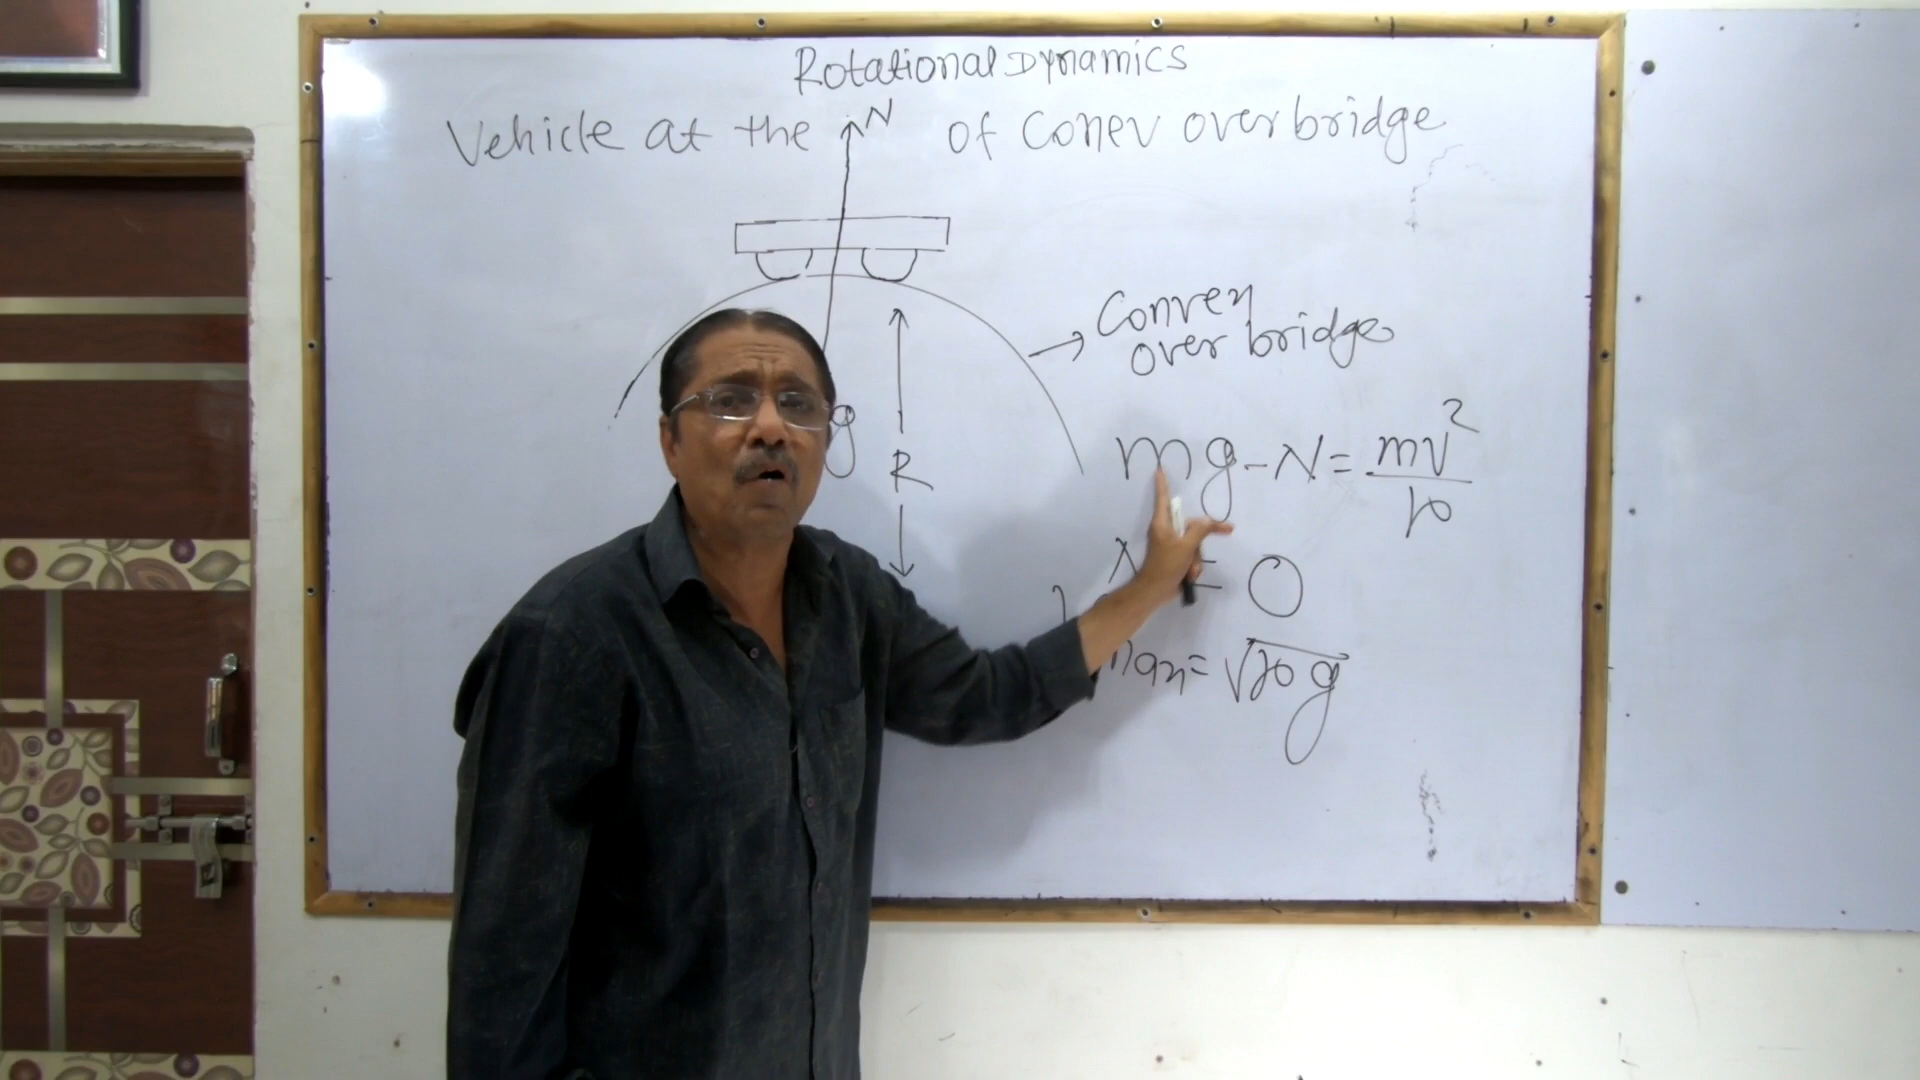 Rotational Dynamics
Vehicle at the of Conev over bridge
N
Convex
over bridge
g
R
mg - N = mv²/r
N = 0
max = √rg